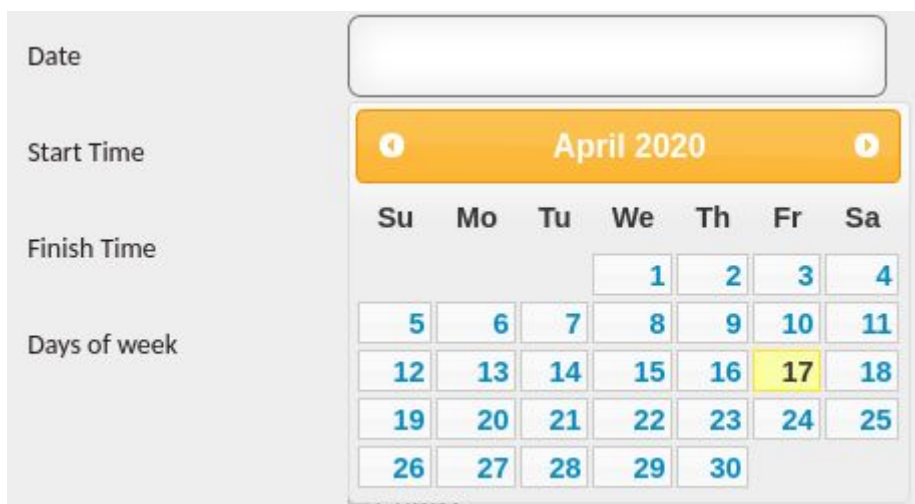 Date
April 2020
Start Time
Su Mo Tu We Th Fr Sa
Finish Time
1 2 3 4
5 6 7 8 9 10 11
Days of week
12 13 14 15 16 17 18
19 20 21 22 23 24 25
26 27 28 29 30